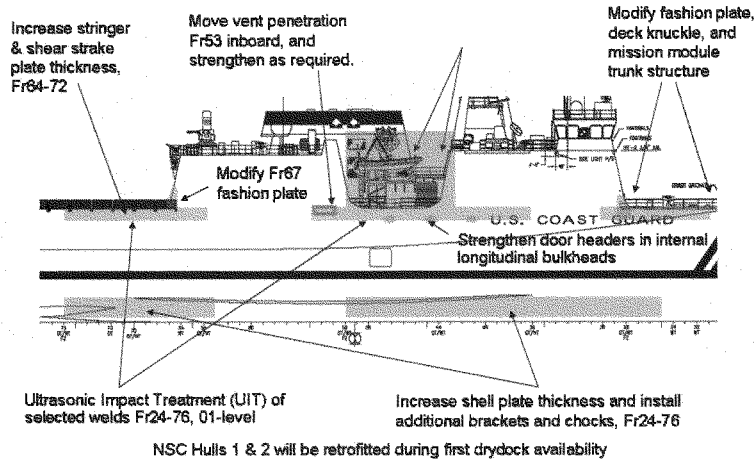 Increase stringer
& shear strake
plate thickness,
Fr64-72
Move vent penetration
Fr53 inboard, and
strengthen as required.
Modify fashion plate,
deck knuckle, and
mission module
trunk structure
Modify Fr67
fashion plate
U.S. COAST GUARD
Strengthen door headers in internal
longitudinal bulkheads
Ultrasonic Impact Treatment (UIT) of
selected welds Fr24-76, 01-level
Increase shell plate thickness and install
additional brackets and chocks, Fr24-76
NSC Hulls 1 & 2 will be retrofitted during first drydock availability